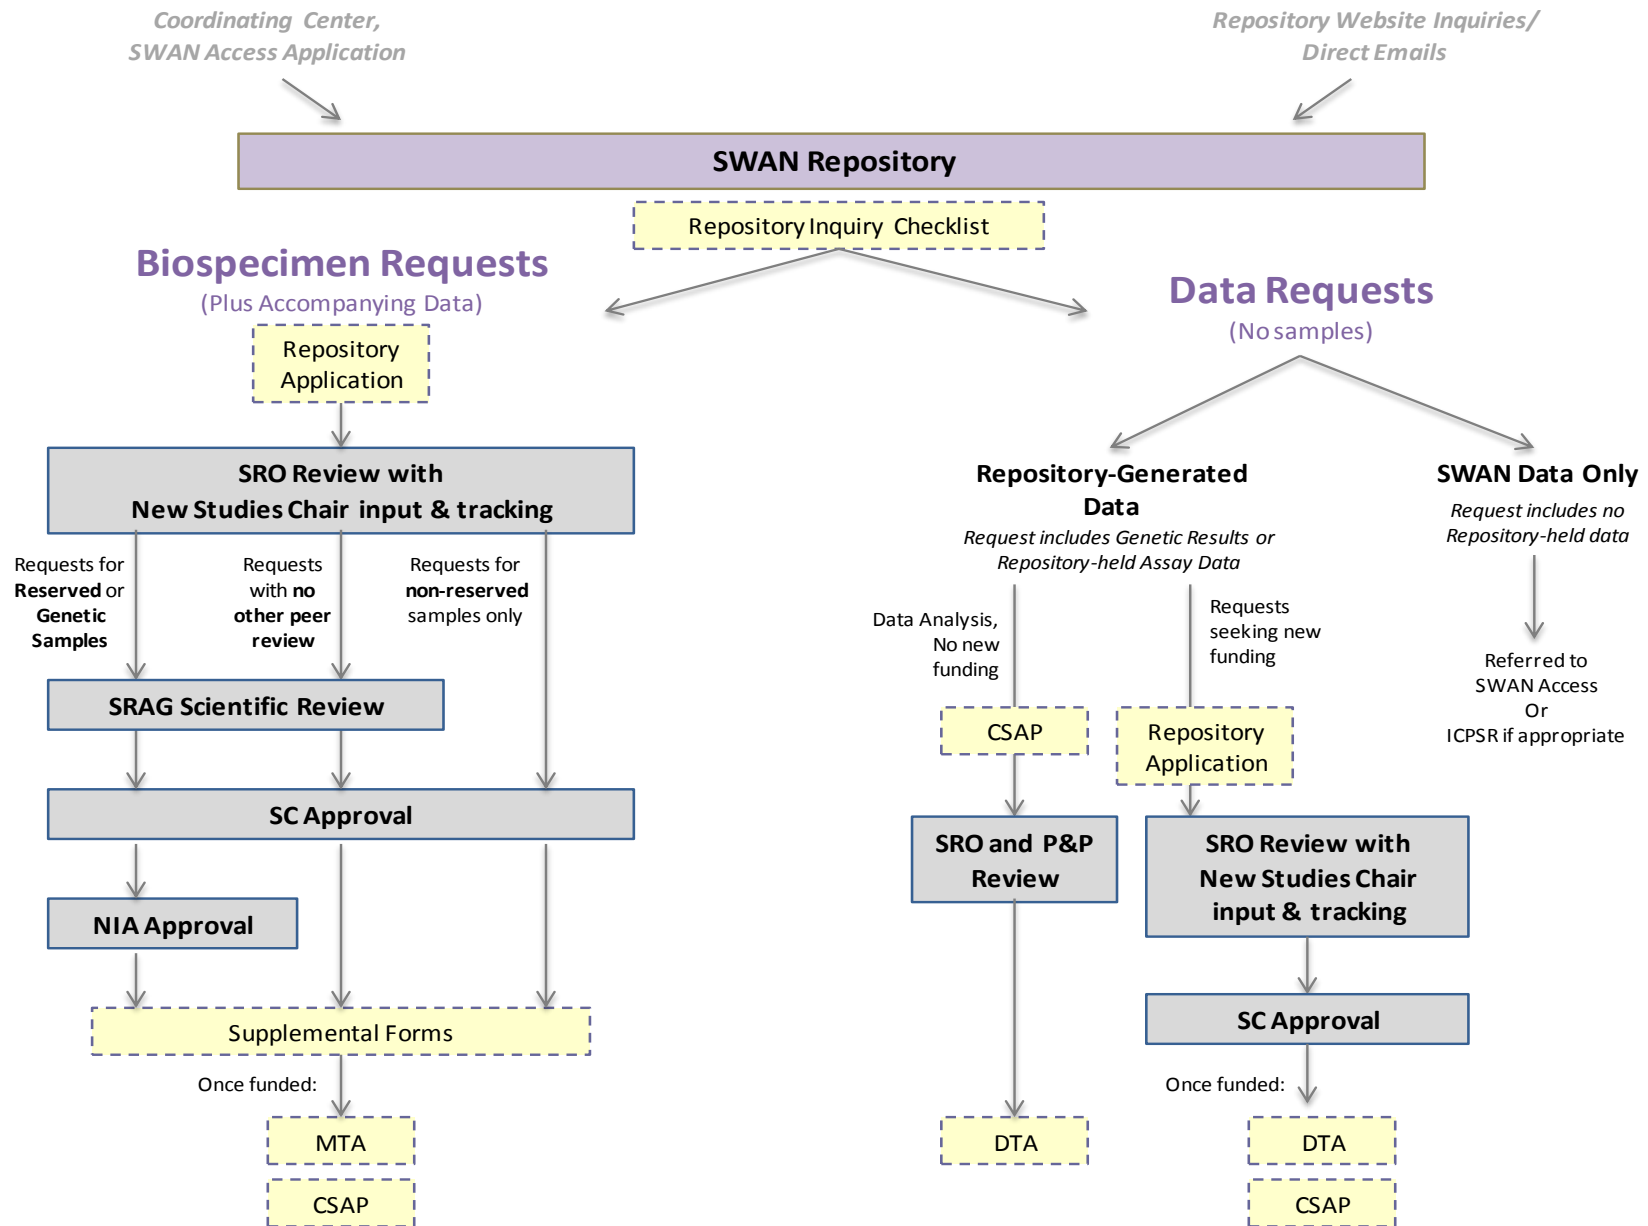 Coordinating Center,
SWAN Access Application
Repository Website Inquiries/
Direct Emails
SWAN Repository
Repository Inquiry Checklist
Biospecimen Requests
(Plus Accompanying Data)
Data Requests
(No samples)
Repository
Application
SRO Review with
New Studies Chair input & tracking
Requests for
Reserved or
Genetic
Samples
Requests
with no
other peer
review
Requests for
non-reserved
samples only
SRAG Scientific Review
SC Approval
NIA Approval
Supplemental Forms
Once funded:
MTA
CSAP
Repository-Generated
Data
Request includes Genetic Results or
Repository-held Assay Data
Data Analysis,
No new
funding
Requests
seeking new
funding
CSAP
Repository
Application
SRO and P&P
Review
SRO Review with
New Studies Chair
input & tracking
SC Approval
Once funded:
DTA
DTA
CSAP
SWAN Data Only
Request includes no
Repository-held data
Referred to
SWAN Access
Or
ICPSR if appropriate